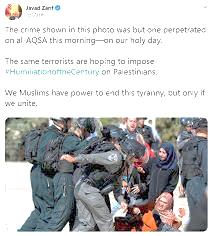 Javad Zarif
The crime shown in this photo was but one perpetrated
on al AQSA this morning—on our holy day.
The same terrorists are hoping to impose
#HumiliationoftheCentury on Palestinians.
We Muslims have power to end this tyranny, but only if
we unite.